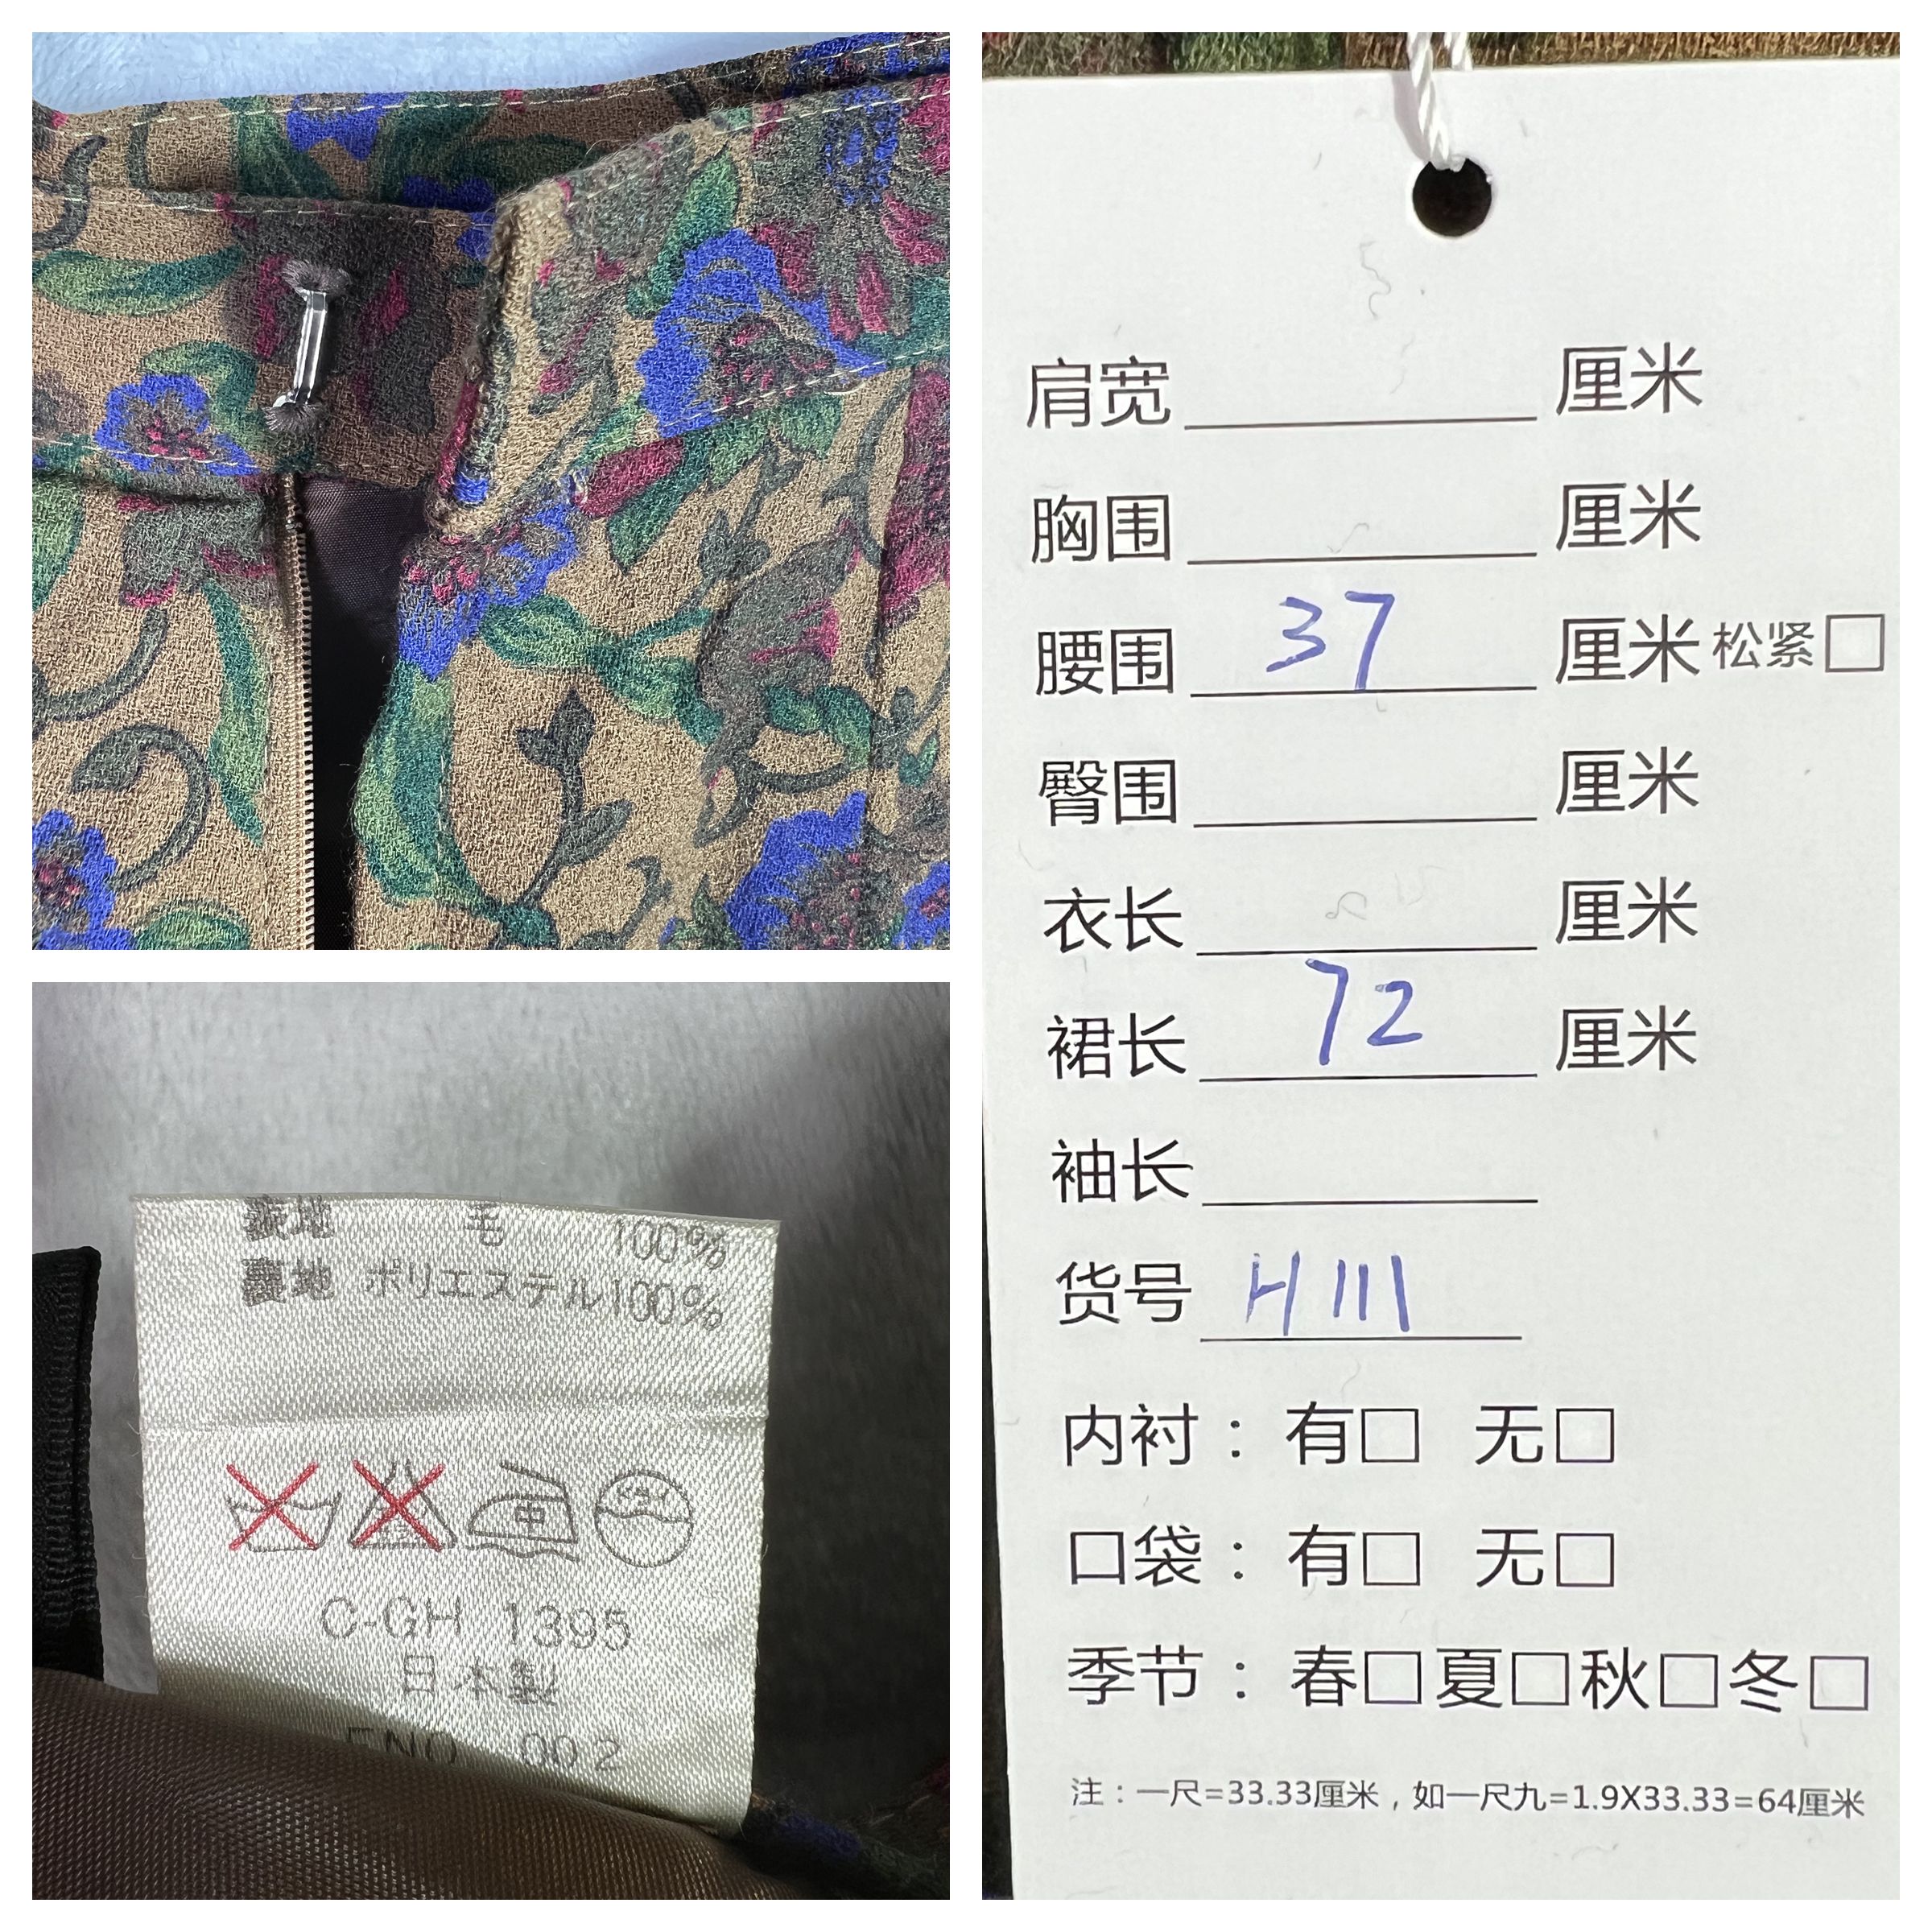 表地 毛 100%
裏地 ポリエステル100%
C-GH 1395
日本製
002
肩宽 厘米
胸围 厘米
腰围 37 厘米 松紧□
臀围 厘米
衣长 厘米
裙长 72 厘米
袖长
货号 H111
内衬：有□ 无□
口袋：有□ 无□
季节：春□夏□秋□冬□
注：一尺=33.33厘米，如一尺九=1.9X33.33=64厘米